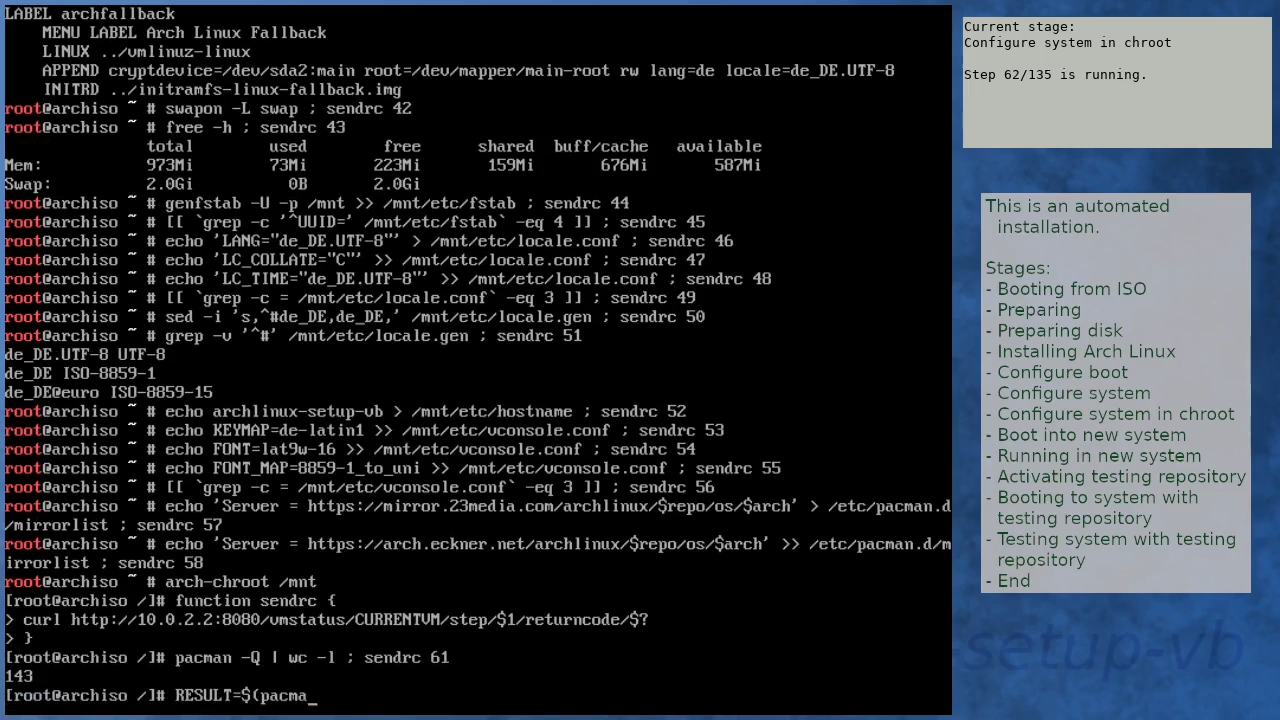 LABEL archfallback
    MENU LABEL Arch Linux Fallback
    LINUX ../vmlinuz-linux
    APPEND cryptdevice=/dev/sda2:main root=/dev/mapper/main-root rw lang=de locale=de_DE.UTF-8
    INITRD ../initramfs-linux-fallback.img
root@archiso ~ # swapon -L swap ; sendrc 42
root@archiso ~ # free -h ; sendrc 43
               total        used        free      shared  buff/cache   available
Mem:           973Mi        73Mi       223Mi       159Mi       676Mi       587Mi
Swap:          2.0Gi          0B       2.0Gi
root@archiso ~ # genfstab -U -p /mnt >> /mnt/etc/fstab ; sendrc 44
root@archiso ~ # [[ `grep -c '^UUID=' /mnt/etc/fstab` -eq 4 ]] ; sendrc 45
root@archiso ~ # echo 'LANG="de_DE.UTF-8"' > /mnt/etc/locale.conf ; sendrc 46
root@archiso ~ # echo 'LC_COLLATE="C"' >> /mnt/etc/locale.conf ; sendrc 47
root@archiso ~ # echo 'LC_TIME="de_DE.UTF-8"' >> /mnt/etc/locale.conf ; sendrc 48
root@archiso ~ # [[ `grep -c = /mnt/etc/locale.conf` -eq 3 ]] ; sendrc 49
root@archiso ~ # sed -i 's,^#de_DE,de_DE,' /mnt/etc/locale.gen ; sendrc 50
root@archiso ~ # grep -v '^#' /mnt/etc/locale.gen ; sendrc 51
de_DE.UTF-8 UTF-8
de_DE ISO-8859-1
de_DE@euro ISO-8859-15
root@archiso ~ # echo archlinux-setup-vb > /mnt/etc/hostname ; sendrc 52
root@archiso ~ # echo KEYMAP=de-latin1 >> /mnt/etc/vconsole.conf ; sendrc 53
root@archiso ~ # echo FONT=lat9w-16 >> /mnt/etc/vconsole.conf ; sendrc 54
root@archiso ~ # echo FONT_MAP=8859-1_to_uni >> /mnt/etc/vconsole.conf ; sendrc 55
root@archiso ~ # [[ `grep -c = /mnt/etc/vconsole.conf` -eq 3 ]] ; sendrc 56
root@archiso ~ # echo 'Server = https://mirror.23media.com/archlinux/$repo/os/$arch' > /etc/pacman.d
/mirrorlist ; sendrc 57
root@archiso ~ # echo 'Server = https://arch.eckner.net/archlinux/$repo/os/$arch' >> /etc/pacman.d/m
irrorlist ; sendrc 58
root@archiso ~ # arch-chroot /mnt
[root@archiso /]# function sendrc {
> curl http://10.0.2.2:8080/vmstatus/CURRENTVM/step/$1/returncode/$?
> }
[root@archiso /]# pacman -Q | wc -l ; sendrc 61
143
[root@archiso /]# RESULT=$(pacma_
Current stage:
Configure system in chroot
Step 62/135 is running.
This is an automated
installation.
Stages:
- Booting from ISO
- Preparing
- Preparing disk
- Installing Arch Linux
- Configure boot
- Configure system
- Configure system in chroot
- Boot into new system
- Running in new system
- Activating testing repository
- Booting to system with
testing repository
- Testing system with testing
repository
- End
-setup-vb